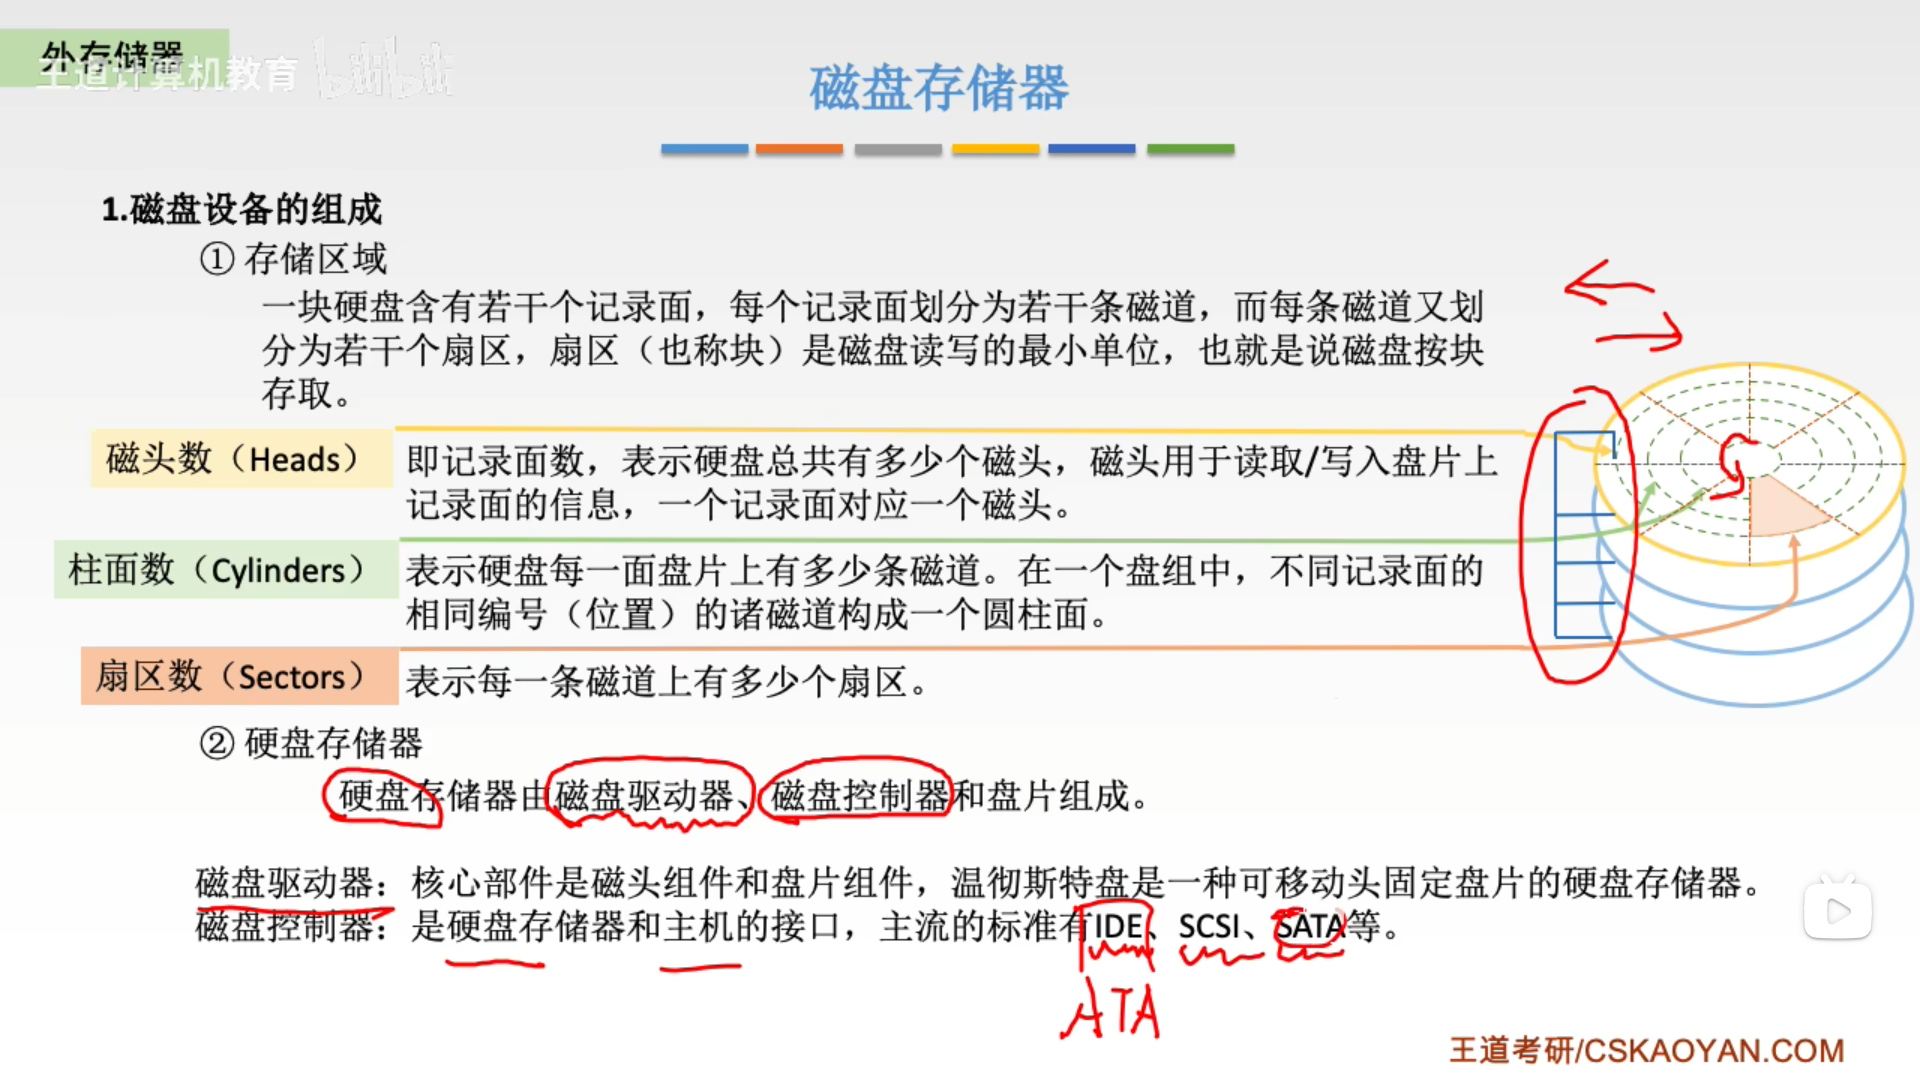 外存储器
王道计算机教育 bilibili
磁盘存储器
1.磁盘设备的组成
① 存储区域
一块硬盘含有若干个记录面，每个记录面划分为若干条磁道，而每条磁道又划
分为若干个扇区，扇区（也称块）是磁盘读写的最小单位，也就是说磁盘按块
存取。
磁头数（Heads）
即记录面数，表示硬盘总共有多少个磁头，磁头用于读取/写入盘片上
记录面的信息，一个记录面对应一个磁头。
柱面数（Cylinders）
表示硬盘每一面盘片上有多少条磁道。在一个盘组中，不同记录面的
相同编号（位置）的诸磁道构成一个圆柱面。
扇区数（Sectors）
表示每一条磁道上有多少个扇区。
② 硬盘存储器
硬盘存储器由磁盘驱动器、磁盘控制器和盘片组成。
磁盘驱动器：核心部件是磁头组件和盘片组件，温彻斯特盘是一种可移动头固定盘片的硬盘存储器。
磁盘控制器：是硬盘存储器和主机的接口，主流的标准有IDE、SCSI、SATA等。
ATA
王道考研/CSKAOYAN.COM